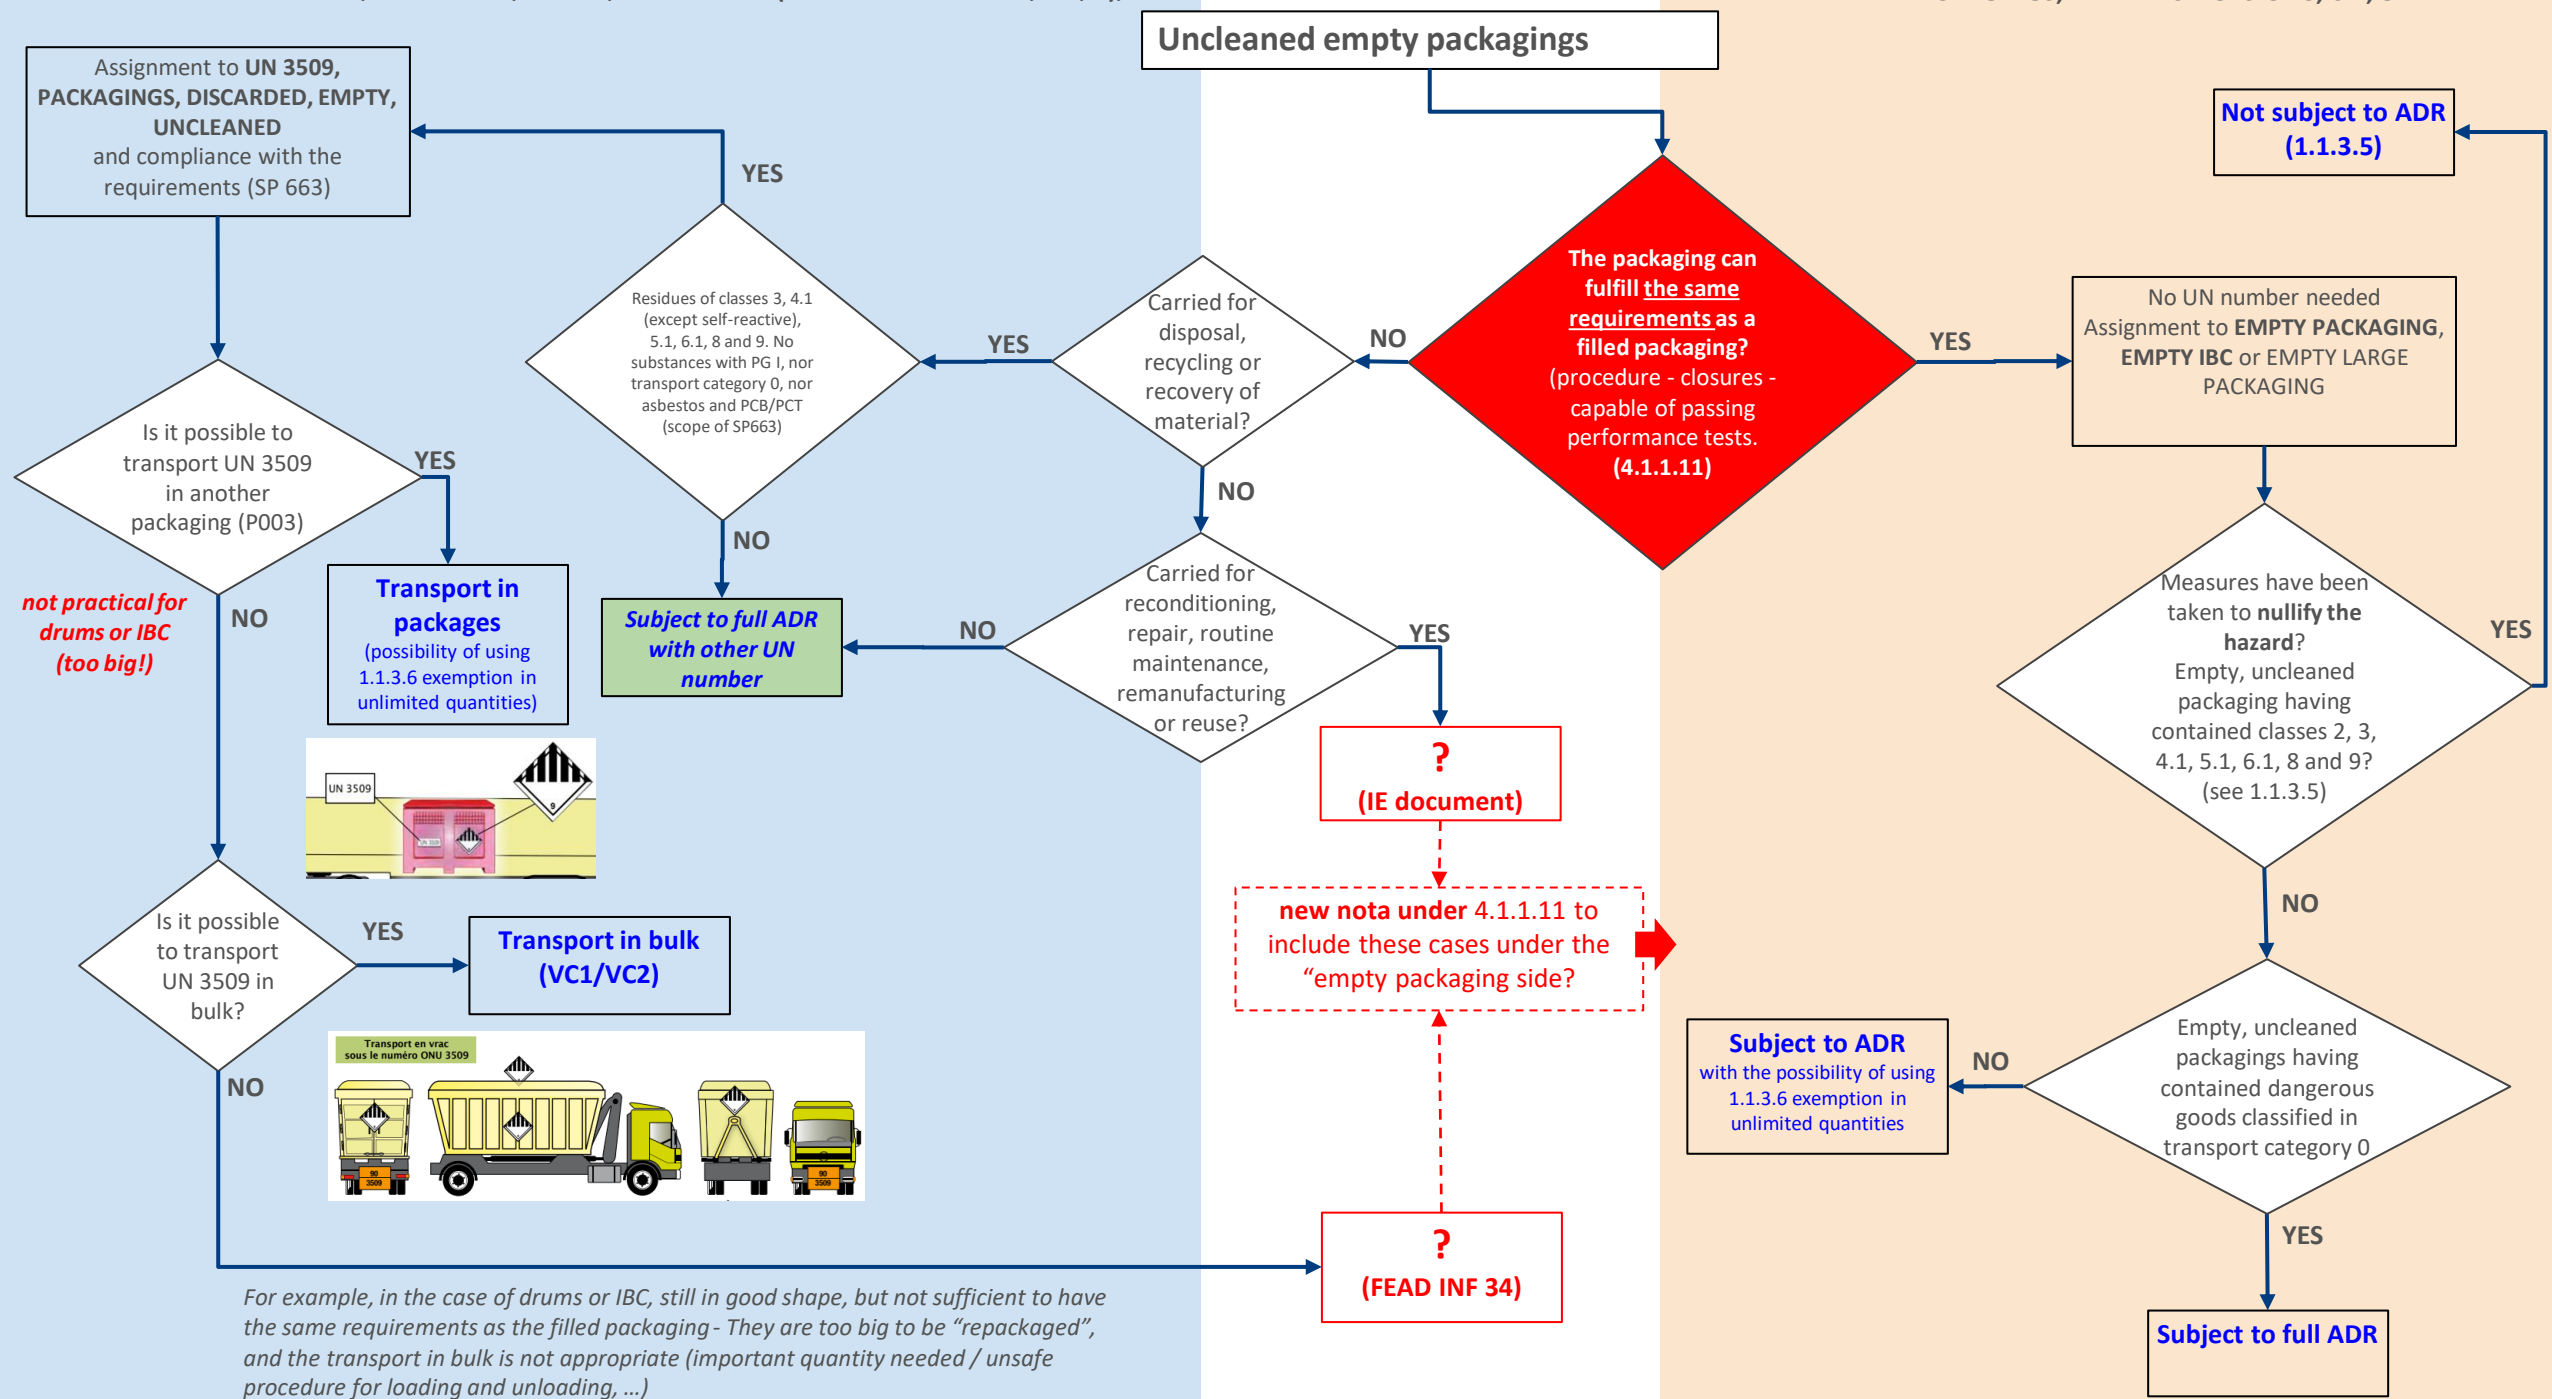 Uncleaned empty packagings
Assignment to UN 3509,
PACKAGINGS, DISCARDED, EMPTY,
UNCLEANED
and compliance with the
requirements (SP 663)
YES
Not subject to ADR
(1.1.3.5)
Residues of classes 3, 4.1
(except self-reactive),
5.1, 6.1, 8 and 9. No
substances with PG I, nor
transport category 0, nor
asbestos and PCB/PCT
(scope of SP663)
YES
Carried for
disposal,
recycling or
recovery of
material?
NO
The packaging can
fulfill the same
requirements as a
filled packaging?
(procedure - closures -
capable of passing
performance tests.
(4.1.1.11)
YES
No UN number needed
Assignment to EMPTY PACKAGING,
EMPTY IBC or EMPTY LARGE
PACKAGING
Is it possible to
transport UN 3509
in another
packaging (P003)
YES
NO
NO
not practical for
drums or IBC
(too big!)
NO
Transport in
packages
(possibility of using
1.1.3.6 exemption in
unlimited quantities)
Subject to full ADR
with other UN
number
NO
Carried for
reconditioning,
repair, routine
maintenance,
remanufacturing
or reuse?
YES
Measures have been
taken to nullify the
hazard?
Empty, uncleaned
packaging having
contained classes 2, 3,
4.1, 5.1, 6.1, 8 and 9?
(see 1.1.3.5)
YES
?
(IE document)
UN 3509
9
UN 3509
new nota under 4.1.1.11 to
include these cases under the
“empty packaging side?
NO
Is it possible
to transport
UN 3509 in
bulk?
YES
Transport in bulk
(VC1/VC2)
NO
Transport en vrac
sous le numéro ONU 3509
90
3509
90
3509
Subject to ADR
with the possibility of using
1.1.3.6 exemption in
unlimited quantities
NO
Empty, uncleaned
packagings having
contained dangerous
goods classified in
transport category 0
YES
?
(FEAD INF 34)
Subject to full ADR
For example, in the case of drums or IBC, still in good shape, but not sufficient to have
the same requirements as the filled packaging - They are too big to be “repackaged”,
and the transport in bulk is not appropriate (important quantity needed / unsafe
procedure for loading and unloading, …)